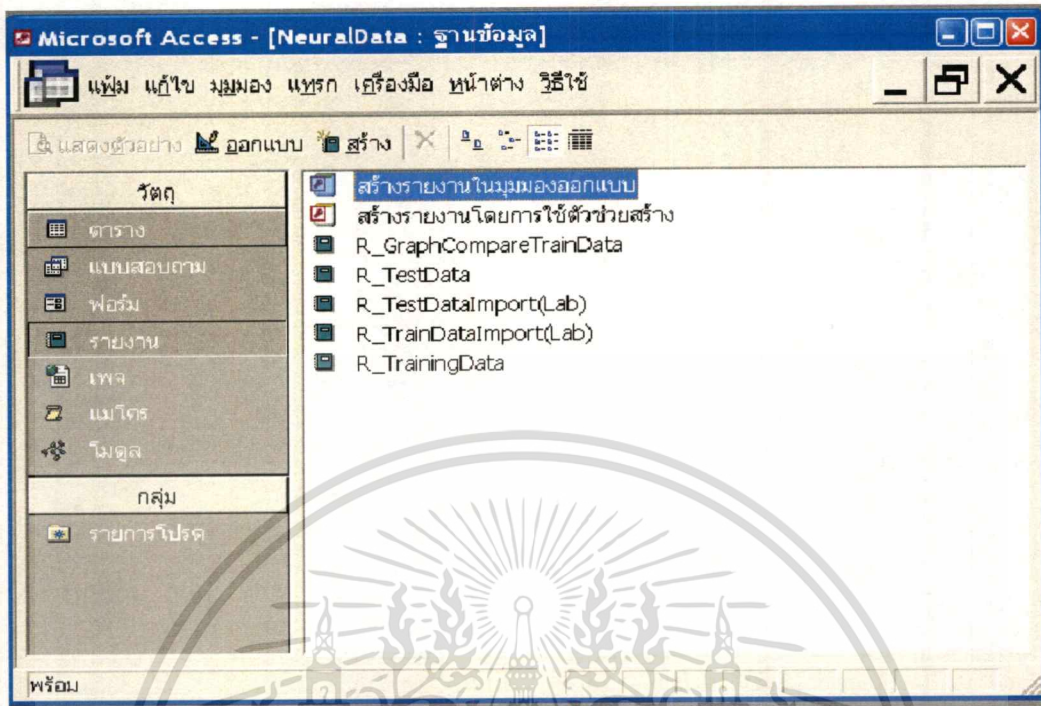 Microsoft Access - [NeuralData : ฐานข้อมูล]
แฟ้ม แก้ไข มุมมอง แทรก เครื่องมือ หน้าต่าง วิธีใช้
แสดงตัวอย่าง ออกแบบ สร้าง
วัตถุ
ตาราง
แบบสอบถาม
ฟอร์ม
รายงาน
เพจ
แมโคร
โมดูล
กลุ่ม
รายการโปรด
สร้างรายงานในมุมมองออกแบบ
สร้างรายงานโดยการใช้ตัวช่วยสร้าง
R_GraphCompareTrainData
R_TestData
R_TestDataImport(Lab)
R_TrainDataImport(Lab)
R_TrainingData
พร้อม